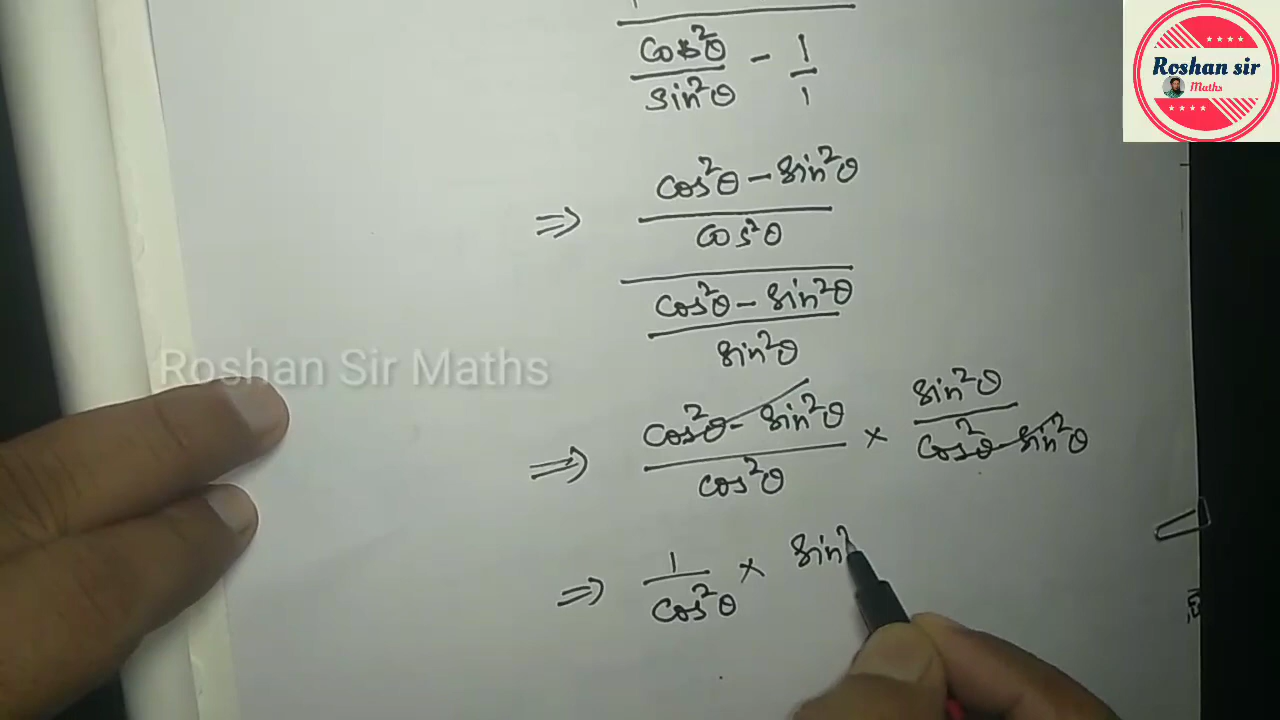 cos²θ/sin²θ - 1/1
⇒ (cos²θ - sin²θ)/cos²θ
(cos²θ - sin²θ)/sin²θ
⇒ (cos²θ - sin²θ)/cos²θ × sin²θ/(cos²θ - sin²θ)
⇒ 1/cos²θ × sin²
Roshan Sir Maths
Roshan sir
Maths